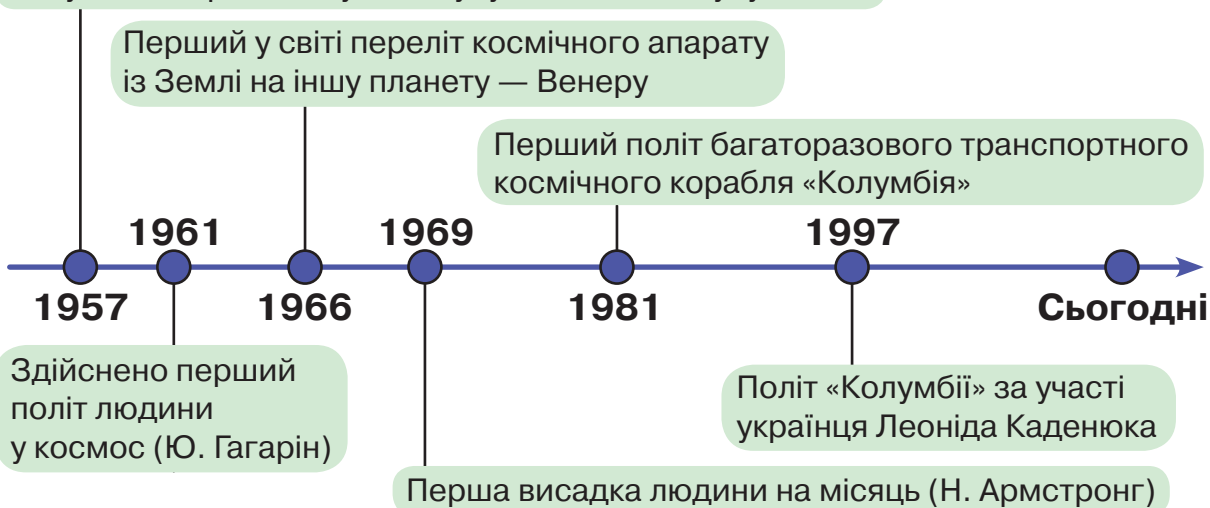 Перший у світі переліт космічного апарату
із Землі на іншу планету — Венеру
Перший політ багаторазового транспортного
космічного корабля «Колумбія»
1961
1969
1997
1957
1966
1981
Сьогодні
Здійснено перший
політ людини
у космос (Ю. Гагарін)
Політ «Колумбії» за участі
українця Леоніда Каденюка
Перша висадка людини на місяць (Н. Армстронг)